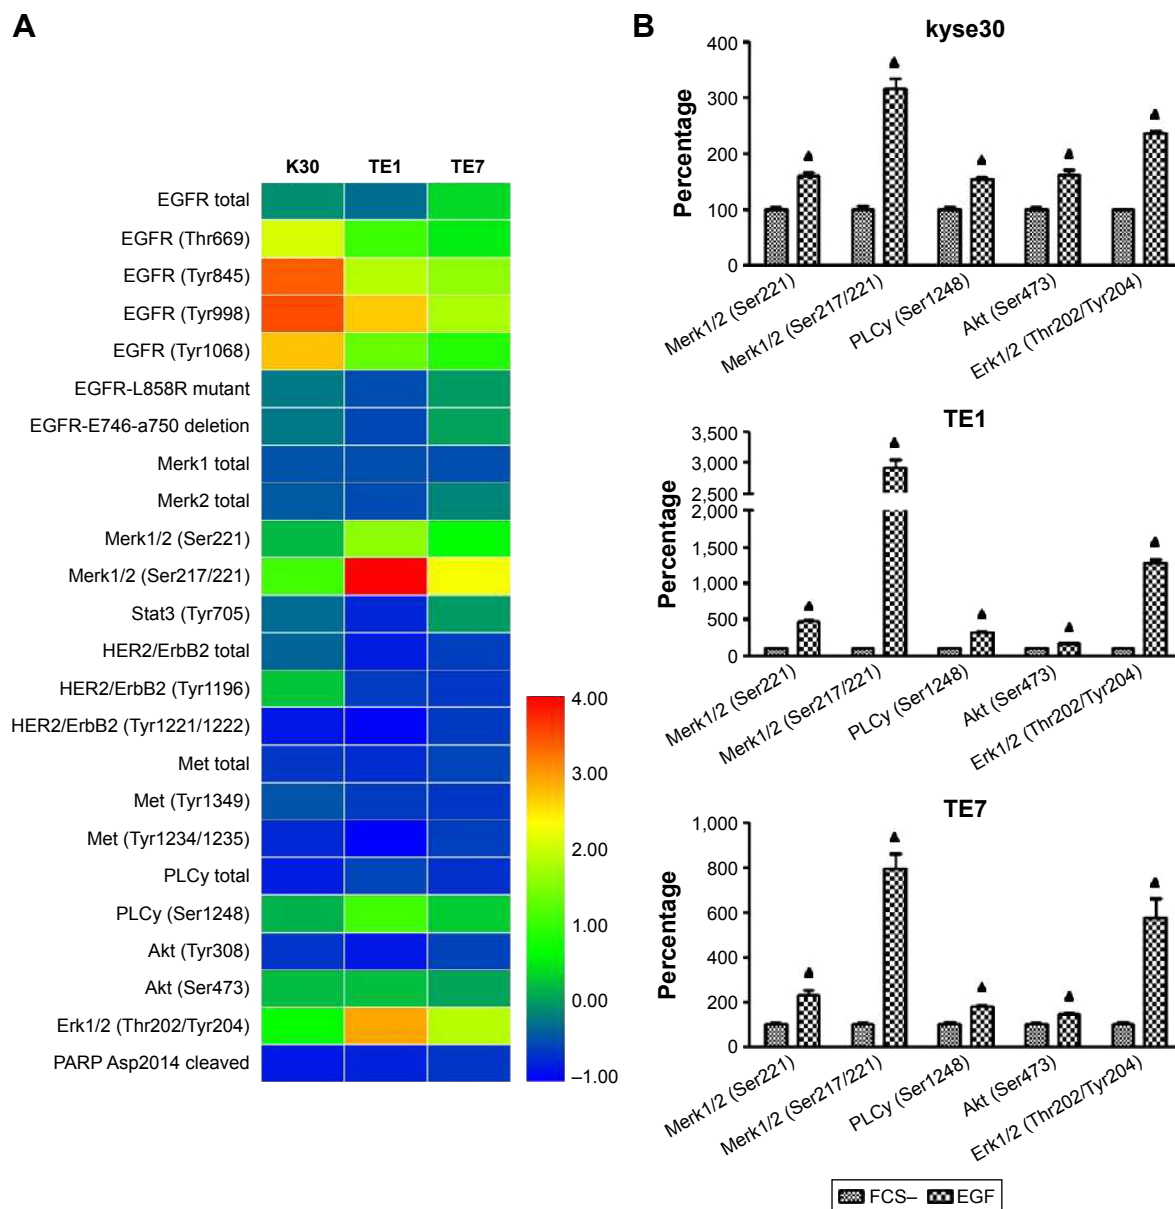 A
K30 TE1 TE7
EGFR total
EGFR (Thr669)
EGFR (Tyr845)
EGFR (Tyr998)
EGFR (Tyr1068)
EGFR-L858R mutant
EGFR-E746-a750 deletion
Merk1 total
Merk2 total
Merk1/2 (Ser221)
Merk1/2 (Ser217/221)
Stat3 (Tyr705)
HER2/ErbB2 total
HER2/ErbB2 (Tyr1196)
HER2/ErbB2 (Tyr1221/1222)
Met total
Met (Tyr1349)
Met (Tyr1234/1235)
PLCy total
PLCy (Ser1248)
Akt (Tyr308)
Akt (Ser473)
Erk1/2 (Thr202/Tyr204)
PARP Asp2014 cleaved
4.00
3.00
2.00
1.00
0.00
–1.00
B
kyse30
Percentage
400
300
200
100
0
Merk1/2 (Ser221)
Merk1/2 (Ser217/221)
PLCy (Ser1248)
Akt (Ser473)
Erk1/2 (Thr202/Tyr204)
TE1
Percentage
3,500
3,000
2,500
2,000
1,500
1,000
500
0
Merk1/2 (Ser221)
Merk1/2 (Ser217/221)
PLCy (Ser1248)
Akt (Ser473)
Erk1/2 (Thr202/Tyr204)
TE7
Percentage
1,000
800
600
400
200
0
Merk1/2 (Ser221)
Merk1/2 (Ser217/221)
PLCy (Ser1248)
Akt (Ser473)
Erk1/2 (Thr202/Tyr204)
FCS– EGF